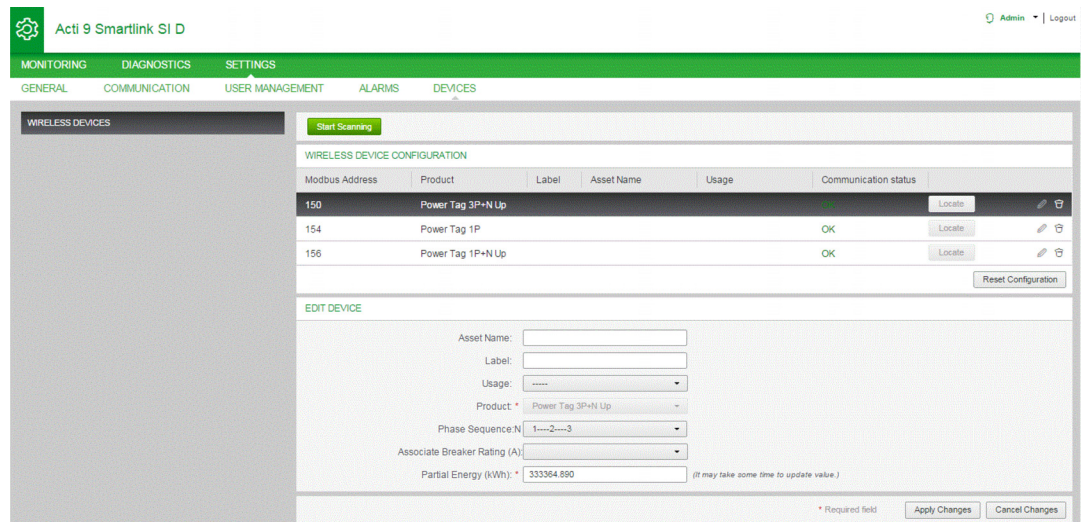 Acti 9 Smartlink SI D
Admin | Logout
MONITORING DIAGNOSTICS SETTINGS
GENERAL COMMUNICATION USER MANAGEMENT ALARMS DEVICES
WIRELESS DEVICES
Start Scanning
WIRELESS DEVICE CONFIGURATION
Modbus Address Product Label Asset Name Usage Communication status
150 Power Tag 3P+N Up OK Locate
154 Power Tag 1P OK Locate
156 Power Tag 1P+N Up OK Locate
Reset Configuration
EDIT DEVICE
Asset Name:
Label:
Usage: -----
Product: * Power Tag 3P+N Up
Phase Sequence:N 1----2----3
Associate Breaker Rating (A):
Partial Energy (kWh): * 333364.890 (It may take some time to update value.)
* Required field Apply Changes Cancel Changes